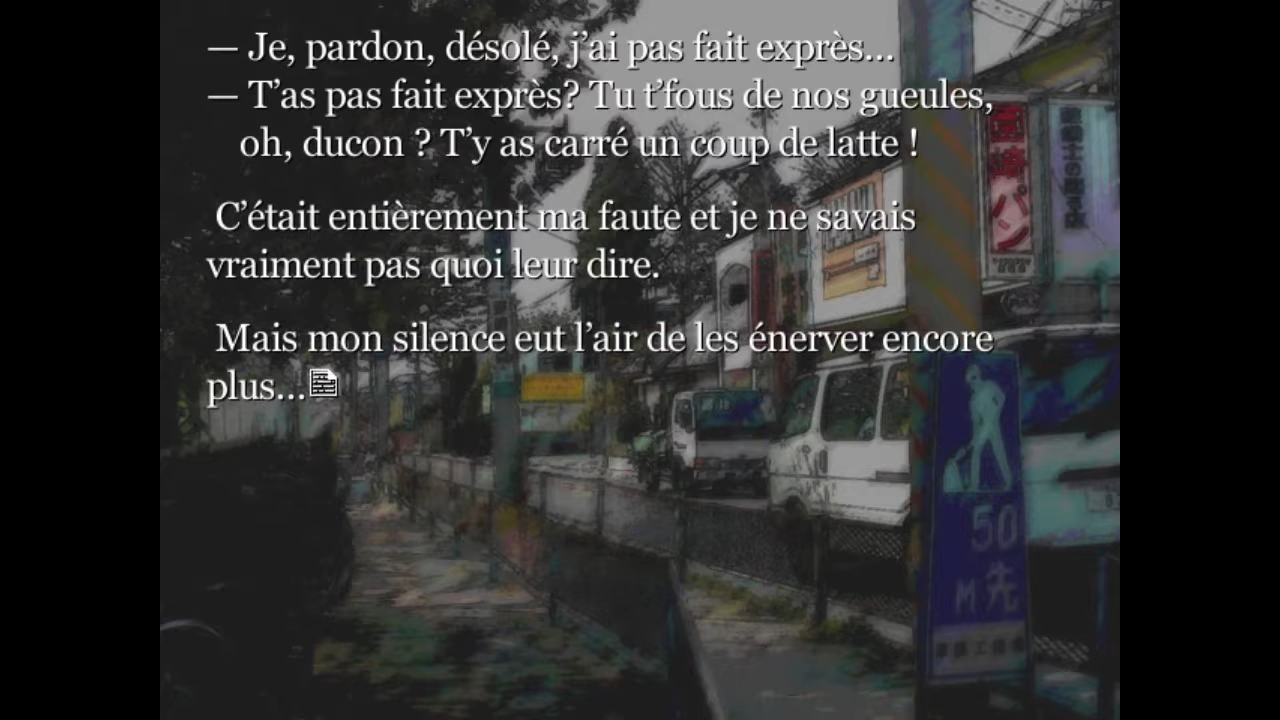 — Je, pardon, désolé, j’ai pas fait exprès...
— T’as pas fait exprès? Tu t’fous de nos gueules,
oh, ducon ? T’y as carré un coup de latte !
C’était entièrement ma faute et je ne savais
vraiment pas quoi leur dire.
Mais mon silence eut l’air de les énerver encore
plus...
パン
50
M先